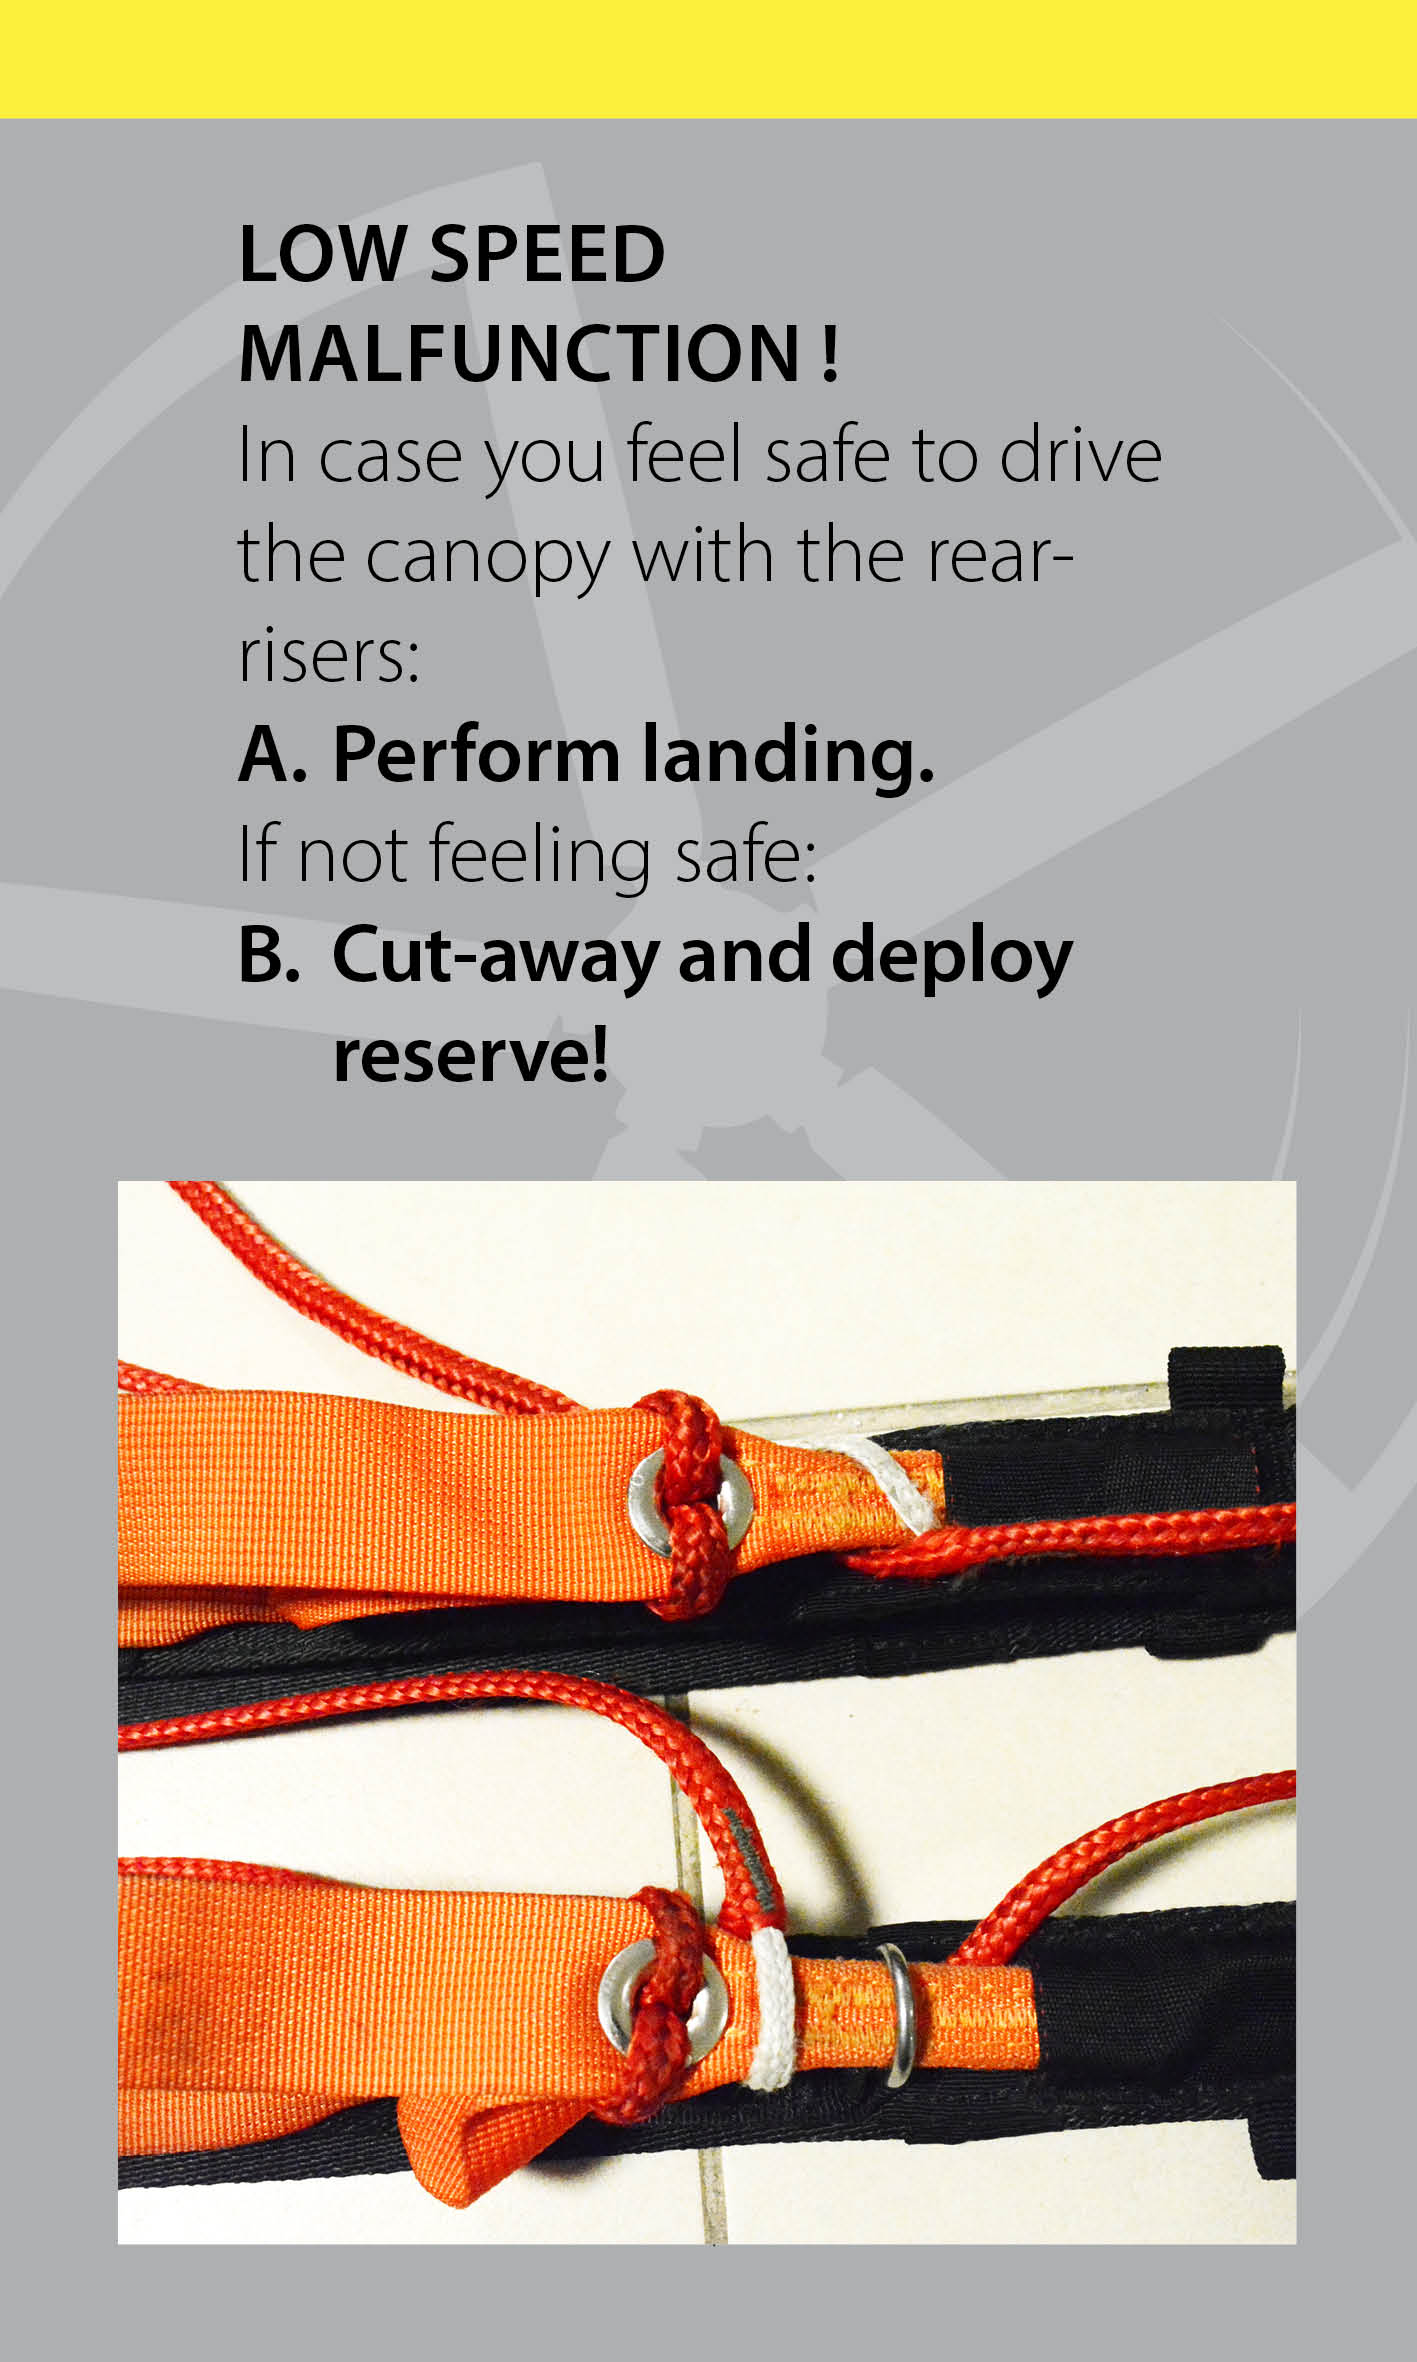 LOW SPEED
MALFUNCTION !
In case you feel safe to drive
the canopy with the rear-
risers:
A. Perform landing.
If not feeling safe:
B. Cut-away and deploy
reserve!